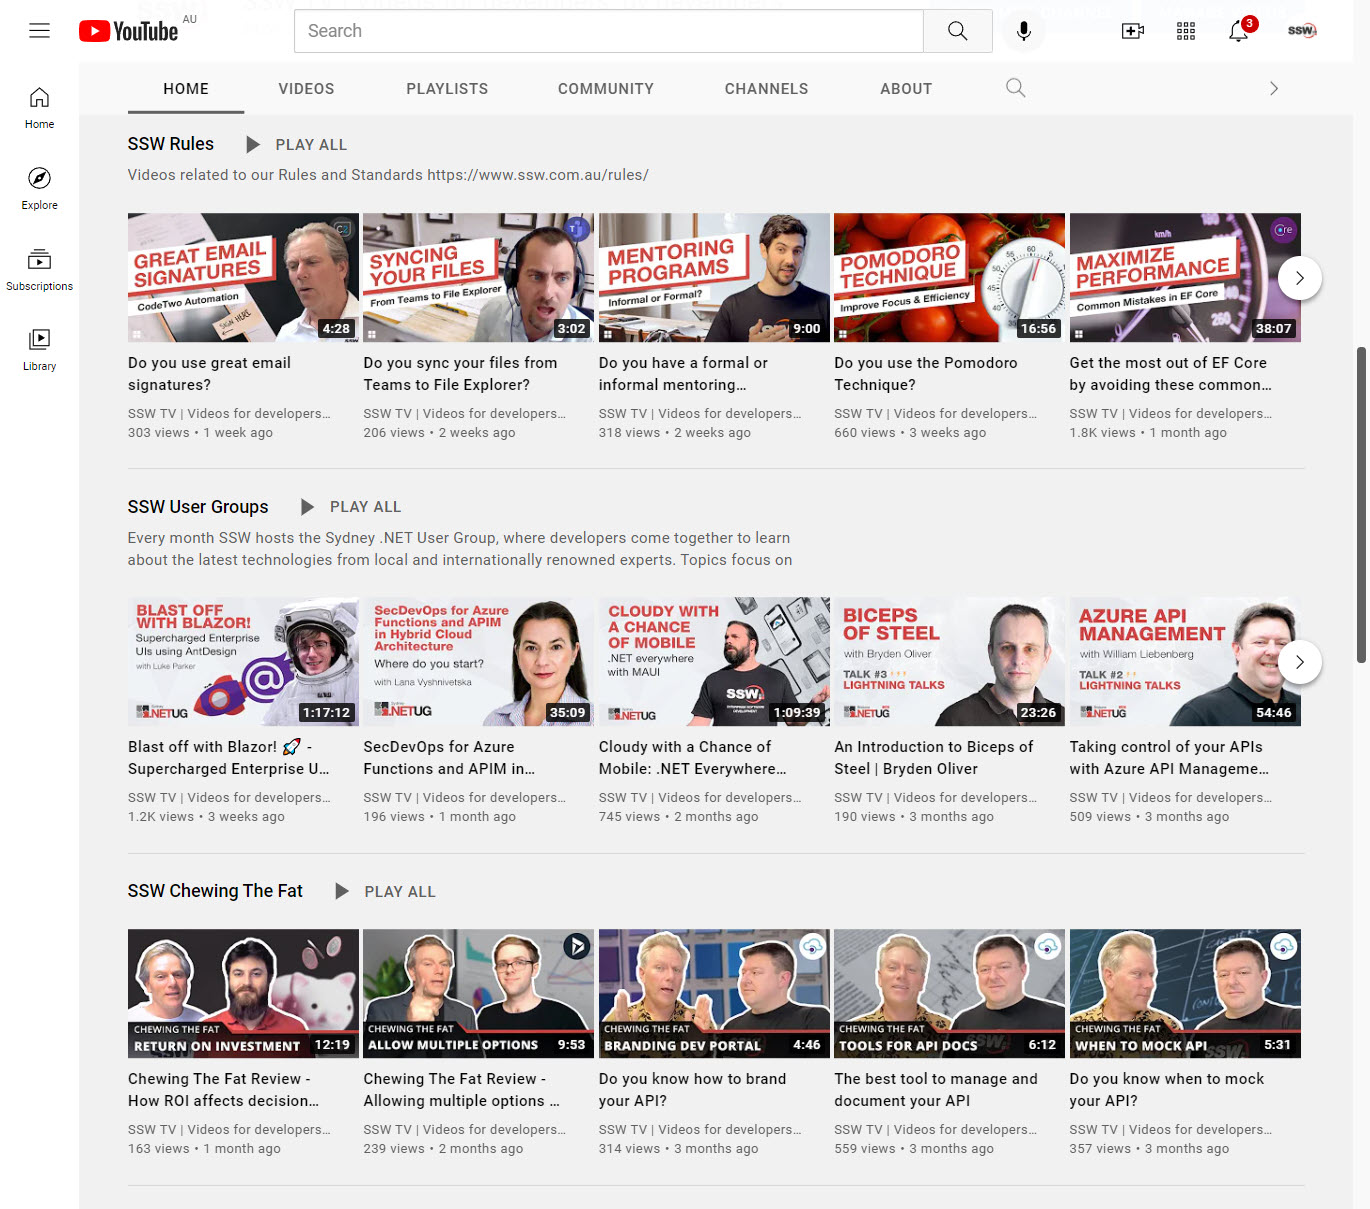 YouTube AU
Search
3
SSW
HOME VIDEOS PLAYLISTS COMMUNITY CHANNELS ABOUT
Home
Explore
Subscriptions
Library
SSW Rules PLAY ALL
Videos related to our Rules and Standards https://www.ssw.com.au/rules/
GREAT EMAIL
SIGNATURES
CodeTwo Automation
SIGN HERE
4:28
SYNCING
YOUR FILES
From Teams to File Explorer
3:02
MENTORING
PROGRAMS
Informal or Formal?
9:00
POMODORO
TECHNIQUE
Improve Focus & Efficiency
60
55
50
45
40
16:56
MAXIMIZE
PERFORMANCE
Common Mistakes in EF Core
km/h
180
260
Core
38:07
Do you use great email
signatures?
SSW TV | Videos for developers...
303 views • 1 week ago
Do you sync your files from
Teams to File Explorer?
SSW TV | Videos for developers...
206 views • 2 weeks ago
Do you have a formal or
informal mentoring...
SSW TV | Videos for developers...
318 views • 2 weeks ago
Do you use the Pomodoro
Technique?
SSW TV | Videos for developers...
660 views • 3 weeks ago
Get the most out of EF Core
by avoiding these common...
SSW TV | Videos for developers...
1.8K views • 1 month ago
SSW User Groups PLAY ALL
Every month SSW hosts the Sydney .NET User Group, where developers come together to learn
about the latest technologies from local and internationally renowned experts. Topics focus on
BLAST OFF
WITH BLAZOR!
Supercharged Enterprise
UIs using AntDesign
with Luke Parker
@
.NETUG
1:17:12
SecDevOps for Azure
Functions and APIM
in Hybrid Cloud
Architecture
Where do you start?
with Lana Vyshnivetska
.NETUG
35:09
CLOUDY WITH
A CHANCE
OF MOBILE
.NET everywhere
with MAUI
SSW
.NETUG
1:09:39
BICEPS
OF STEEL
with Bryden Oliver
TALK #3
LIGHTNING TALKS
.NETUG
23:26
AZURE API
MANAGEMENT
with William Liebenberg
TALK #2
LIGHTNING TALKS
.NETUG
54:46
Blast off with Blazor! 🚀 -
Supercharged Enterprise U...
SSW TV | Videos for developers...
1.2K views • 3 weeks ago
SecDevOps for Azure
Functions and APIM in...
SSW TV | Videos for developers...
196 views • 1 month ago
Cloudy with a Chance of
Mobile: .NET Everywhere...
SSW TV | Videos for developers...
745 views • 2 months ago
An Introduction to Biceps of
Steel | Bryden Oliver
SSW TV | Videos for developers...
190 views • 3 months ago
Taking control of your APIs
with Azure API Manageme...
SSW TV | Videos for developers...
509 views • 3 months ago
SSW Chewing The Fat PLAY ALL
CHEWING THE FAT
RETURN ON INVESTMENT
12:19
CHEWING THE FAT
ALLOW MULTIPLE OPTIONS
9:53
CHEWING THE FAT
BRANDING DEV PORTAL
4:46
CHEWING THE FAT
TOOLS FOR API DOCS
6:12
CHEWING THE FAT
WHEN TO MOCK API
5:31
Chewing The Fat Review -
How ROI affects decision...
SSW TV | Videos for developers...
163 views • 1 month ago
Chewing The Fat Review -
Allowing multiple options ...
SSW TV | Videos for developers...
239 views • 2 months ago
Do you know how to brand
your API?
SSW TV | Videos for developers...
314 views • 3 months ago
The best tool to manage and
document your API
SSW TV | Videos for developers...
559 views • 3 months ago
Do you know when to mock
your API?
SSW TV | Videos for developers...
357 views • 3 months ago